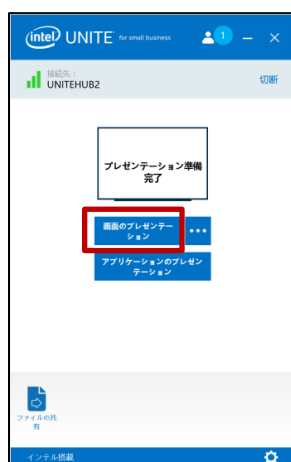 intel UNITE for small business 1
接続先:
UNITEHUB2
切断
プレゼンテーション準備
完了
画面のプレゼンテー
ション
アプリケーションのプレゼン
テーション
ファイルの共
有
インテル搭載